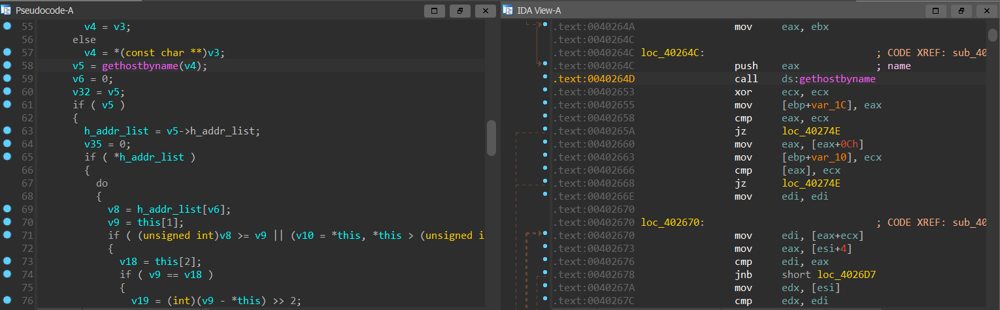 Pseudocode-A
55 v4 = v3;
56 else
57 v4 = *(const char **)v3;
58 v5 = gethostbyname(v4);
59 v6 = 0;
60 v32 = v5;
61 if ( v5 )
62 {
63 h_addr_list = v5->h_addr_list;
64 v35 = 0;
65 if ( *h_addr_list )
66 {
67 do
68 {
69 v8 = h_addr_list[v6];
70 v9 = this[1];
71 if ( (unsigned int)v8 >= v9 || (v10 = *this, *this > (unsigned i
72 {
73 v18 = this[2];
74 if ( v9 == v18 )
75 {
76 v19 = (int)(v9 - *this) >> 2;
IDA View-A
.text:0040264A mov eax, ebx
.text:0040264C
.text:0040264C loc_40264C: ; CODE XREF: sub_40
.text:0040264C push eax ; name
.text:0040264D call ds:gethostbyname
.text:00402653 xor ecx, ecx
.text:00402655 mov [ebp+var_1C], eax
.text:00402658 cmp eax, ecx
.text:0040265A jz loc_40274E
.text:00402660 mov eax, [eax+0Ch]
.text:00402663 mov [ebp+var_10], ecx
.text:00402666 cmp [eax], ecx
.text:00402668 jz loc_40274E
.text:0040266E mov edi, edi
.text:00402670
.text:00402670 loc_402670: ; CODE XREF: sub_40
.text:00402670 mov edi, [eax+ecx]
.text:00402673 mov eax, [esi+4]
.text:00402676 cmp edi, eax
.text:00402678 jnb short loc_4026D7
.text:0040267A mov edx, [esi]
.text:0040267C cmp edx, edi